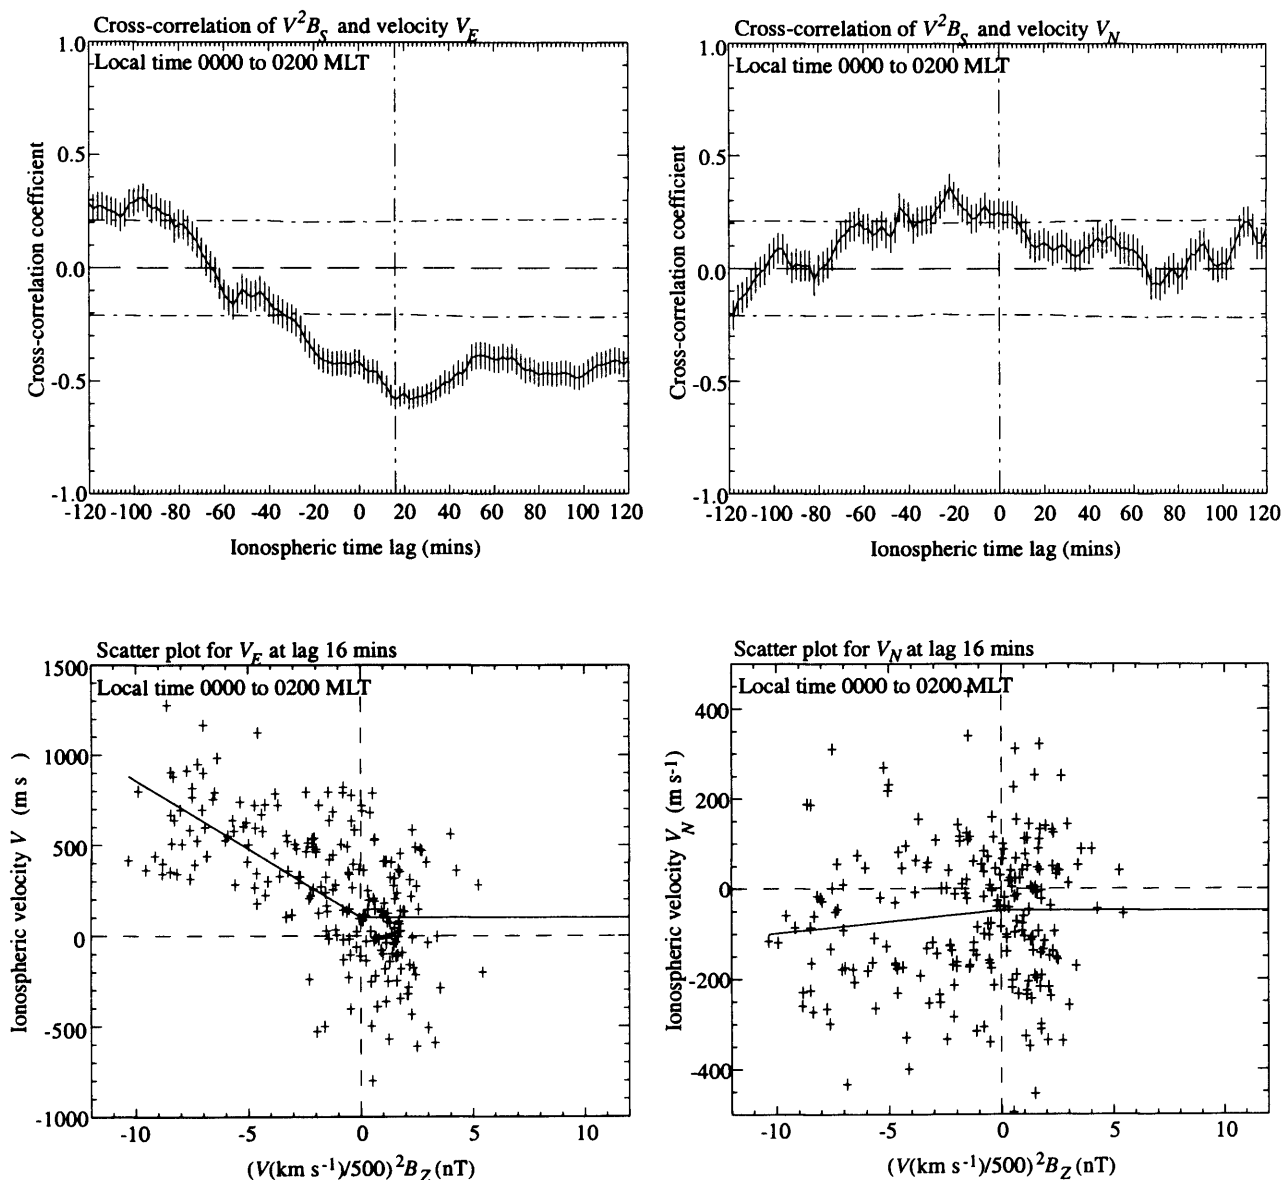 Cross-correlation of V²B_S and velocity V_E
Local time 0000 to 0200 MLT
1.0
0.5
0.0
-0.5
-1.0
Cross-correlation coefficient
-120 -100 -80 -60 -40 -20 0 20 40 60 80 100 120
Ionospheric time lag (mins)
Cross-correlation of V²B_S and velocity V_N
Local time 0000 to 0200 MLT
1.0
0.5
0.0
-0.5
-1.0
Cross-correlation coefficient
-120 -100 -80 -60 -40 -20 0 20 40 60 80 100 120
Ionospheric time lag (mins)
Scatter plot for V_E at lag 16 mins
Local time 0000 to 0200 MLT
1500
1000
500
0
-500
-1000
Ionospheric velocity V (m s )
-10 -5 0 5 10
(V(km s⁻¹)/500)²B_Z (nT)
Scatter plot for V_N at lag 16 mins
Local time 0000 to 0200 MLT
400
200
0
-200
-400
Ionospheric velocity V_N (m s⁻¹)
-10 -5 0 5 10
(V(km s⁻¹)/500)²B_Z (nT)